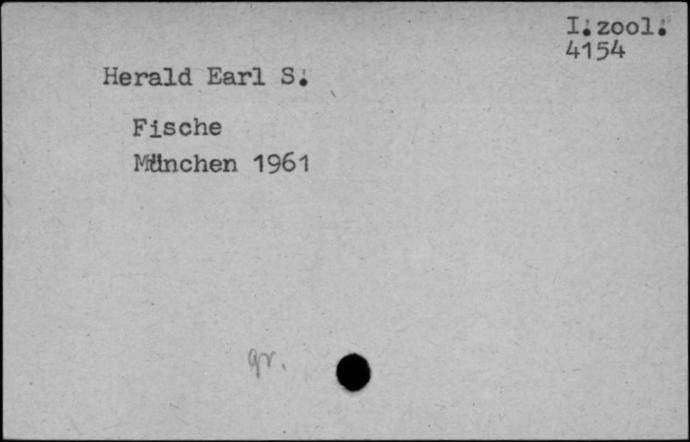 I.zool.
4154
Herald Earl S.
Fische
München 1961
gr.